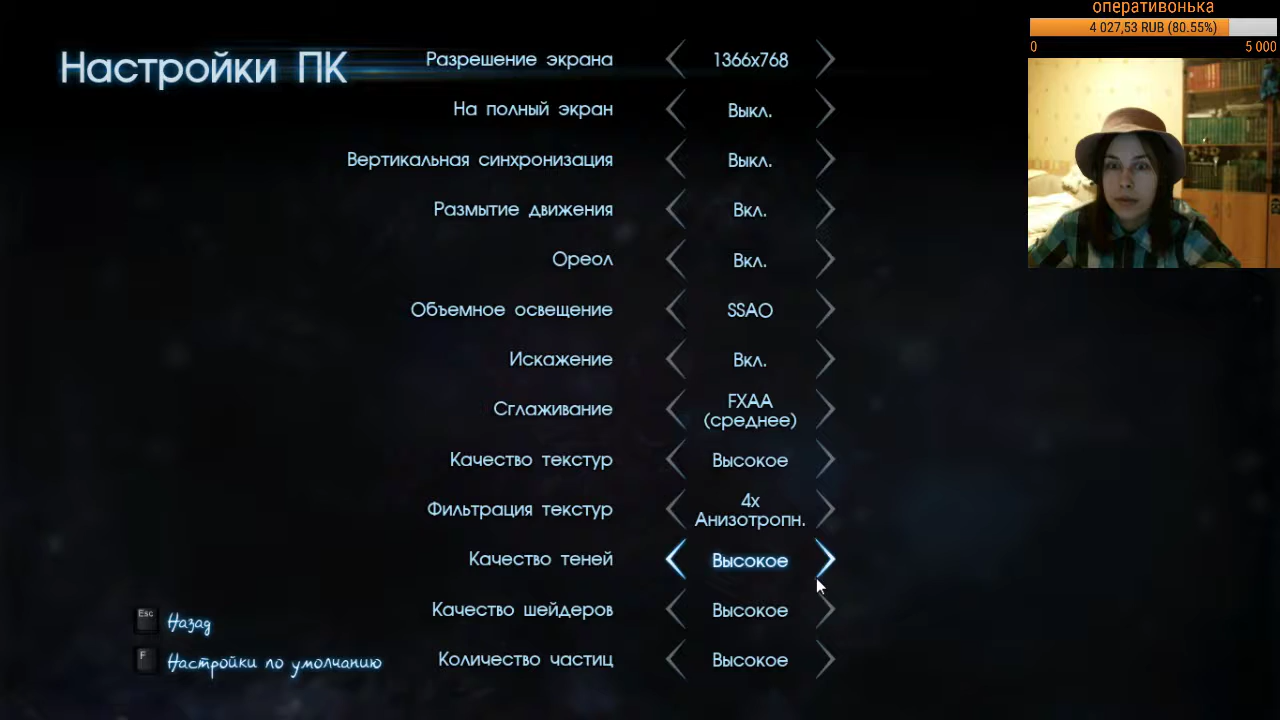 оперативонька
4 027,53 RUB (80.55%)
0 5 000
Настройки ПК
Разрешение экрана 1366x768
На полный экран Выкл.
Вертикальная синхронизация Выкл.
Размытие движения Вкл.
Ореол Вкл.
Объемное освещение SSAO
Искажение Вкл.
Сглаживание FXAA
(среднее)
Качество текстур Высокое
Фильтрация текстур 4x
Анизотропн.
Качество теней Высокое
Качество шейдеров Высокое
Количество частиц Высокое
Esc Назад
F Настройки по умолчанию